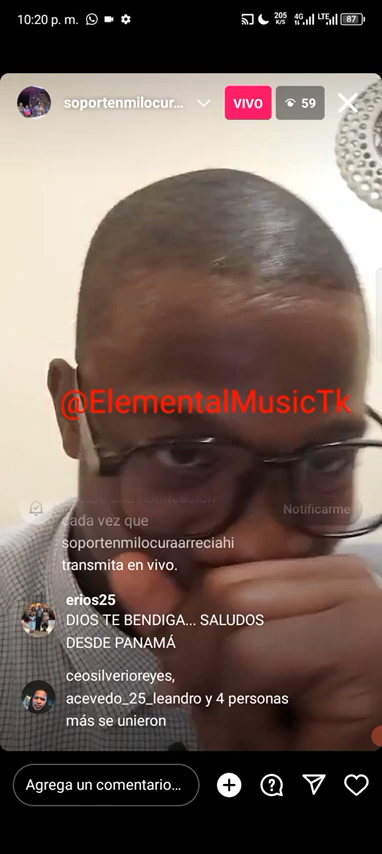 10:20 p. m.
205
K/S
4G
LTE
87
soportenmilocur...
VIVO
59
@ElementalMusicTk
Notificarme
cada vez que
soportenmilocuraarreciahi
transmita en vivo.
erios25
DIOS TE BENDIGA... SALUDOS
DESDE PANAMÁ
ceosilverioreyes,
acevedo_25_leandro y 4 personas
más se unieron
Agrega un comentario...